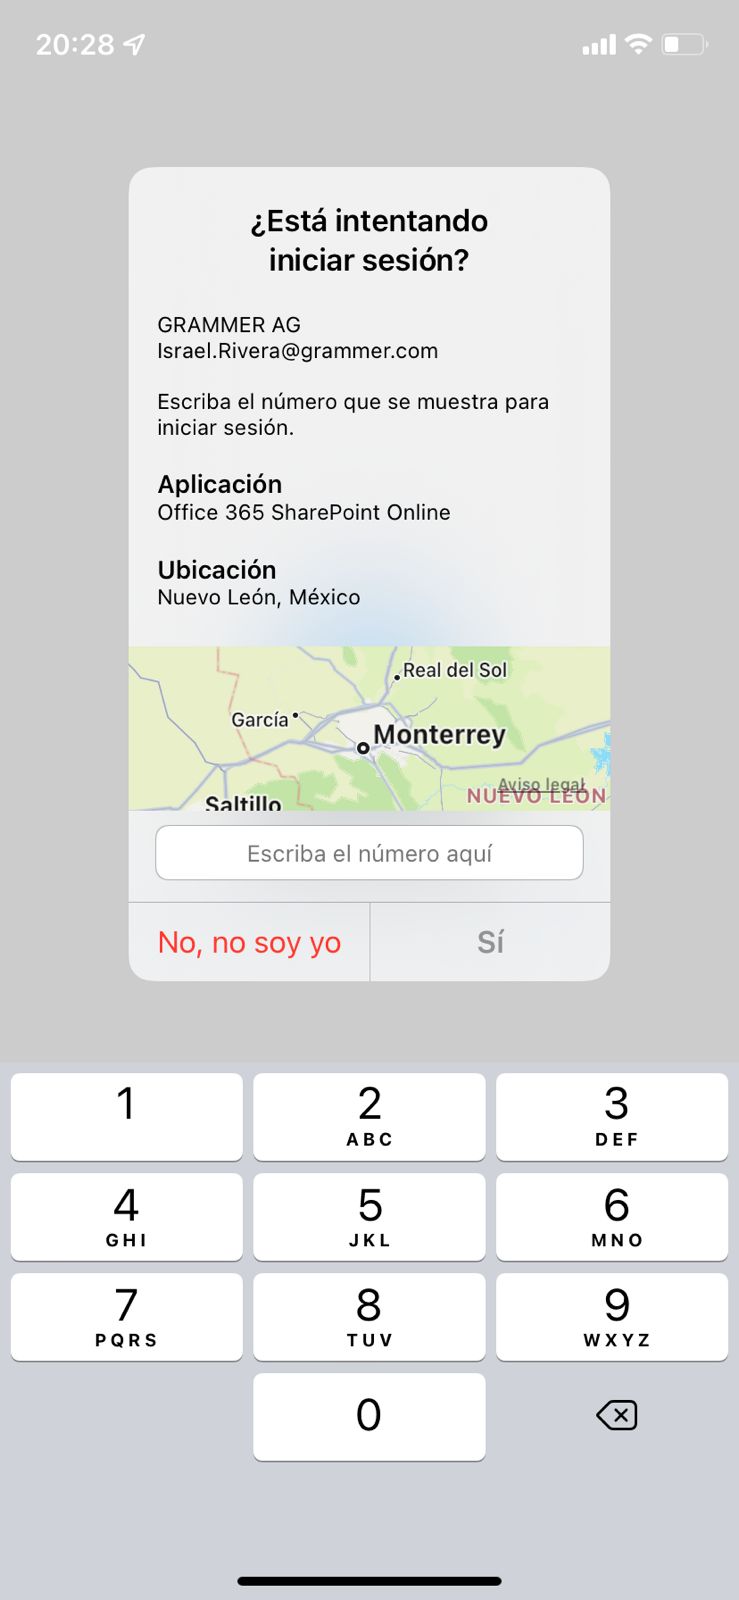 20:28
¿Está intentando
iniciar sesión?
GRAMMER AG
Israel.Rivera@grammer.com
Escriba el número que se muestra para
iniciar sesión.
Aplicación
Office 365 SharePoint Online
Ubicación
Nuevo León, México
Real del Sol
García
Monterrey
Aviso legal
NUEVO LEÓN
Saltillo
Escriba el número aquí
No, no soy yo Sí
1 2 3
ABC DEF
4 5 6
GHI JKL MNO
7 8 9
PQRS TUV WXYZ
0